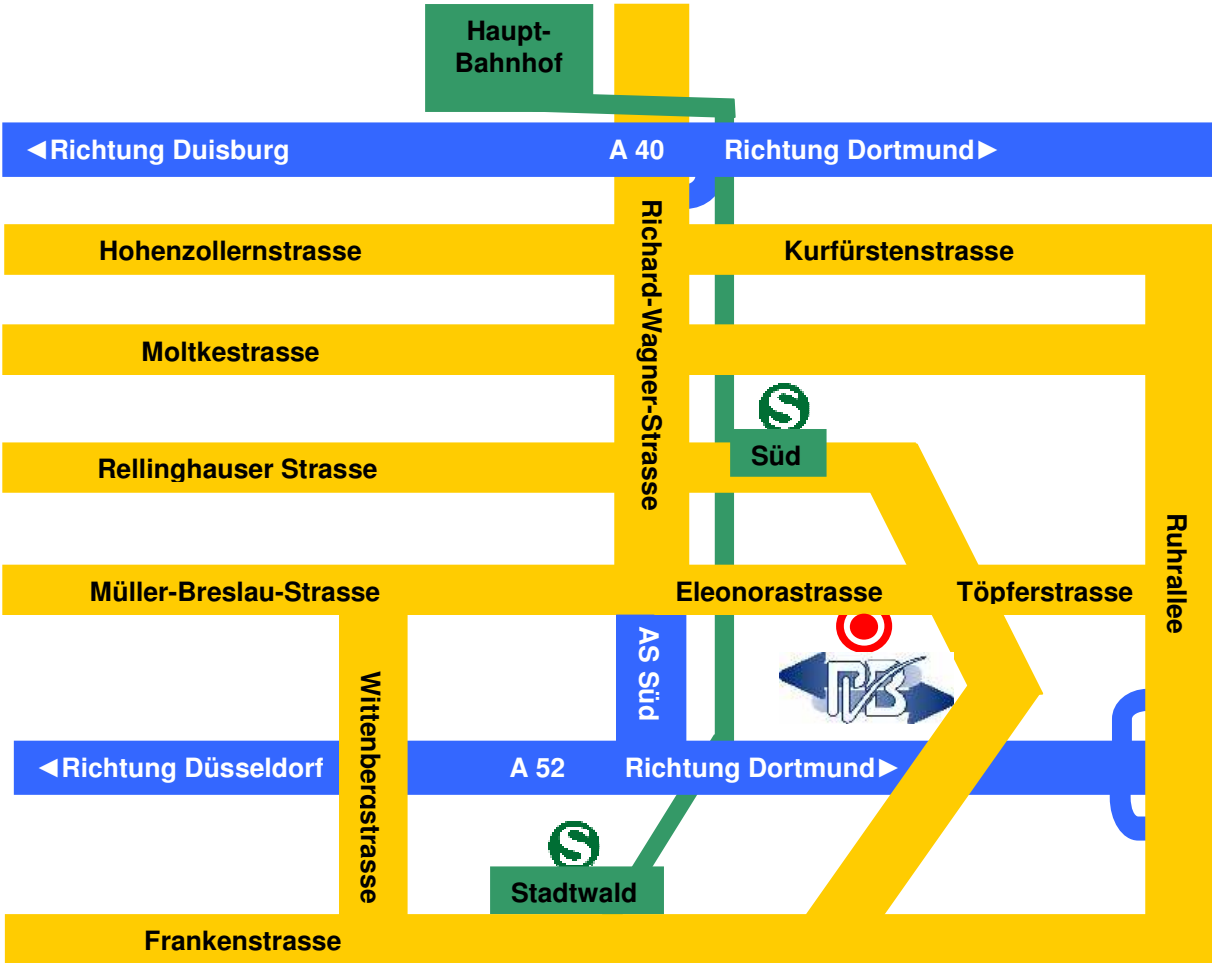 Haupt-
Bahnhof
◄Richtung Duisburg
A 40
Richtung Dortmund►
Hohenzollernstrasse
Richard-Wagner-Strasse
Kurfürstenstrasse
Moltkestrasse
S
Süd
Rellinghauser Strasse
Ruhrallee
Müller-Breslau-Strasse
Eleonorastrasse
Töpferstrasse
AS Süd
PVB
Wittenbergstrasse
◄Richtung Düsseldorf
A 52
Richtung Dortmund►
S
Stadtwald
Frankenstrasse